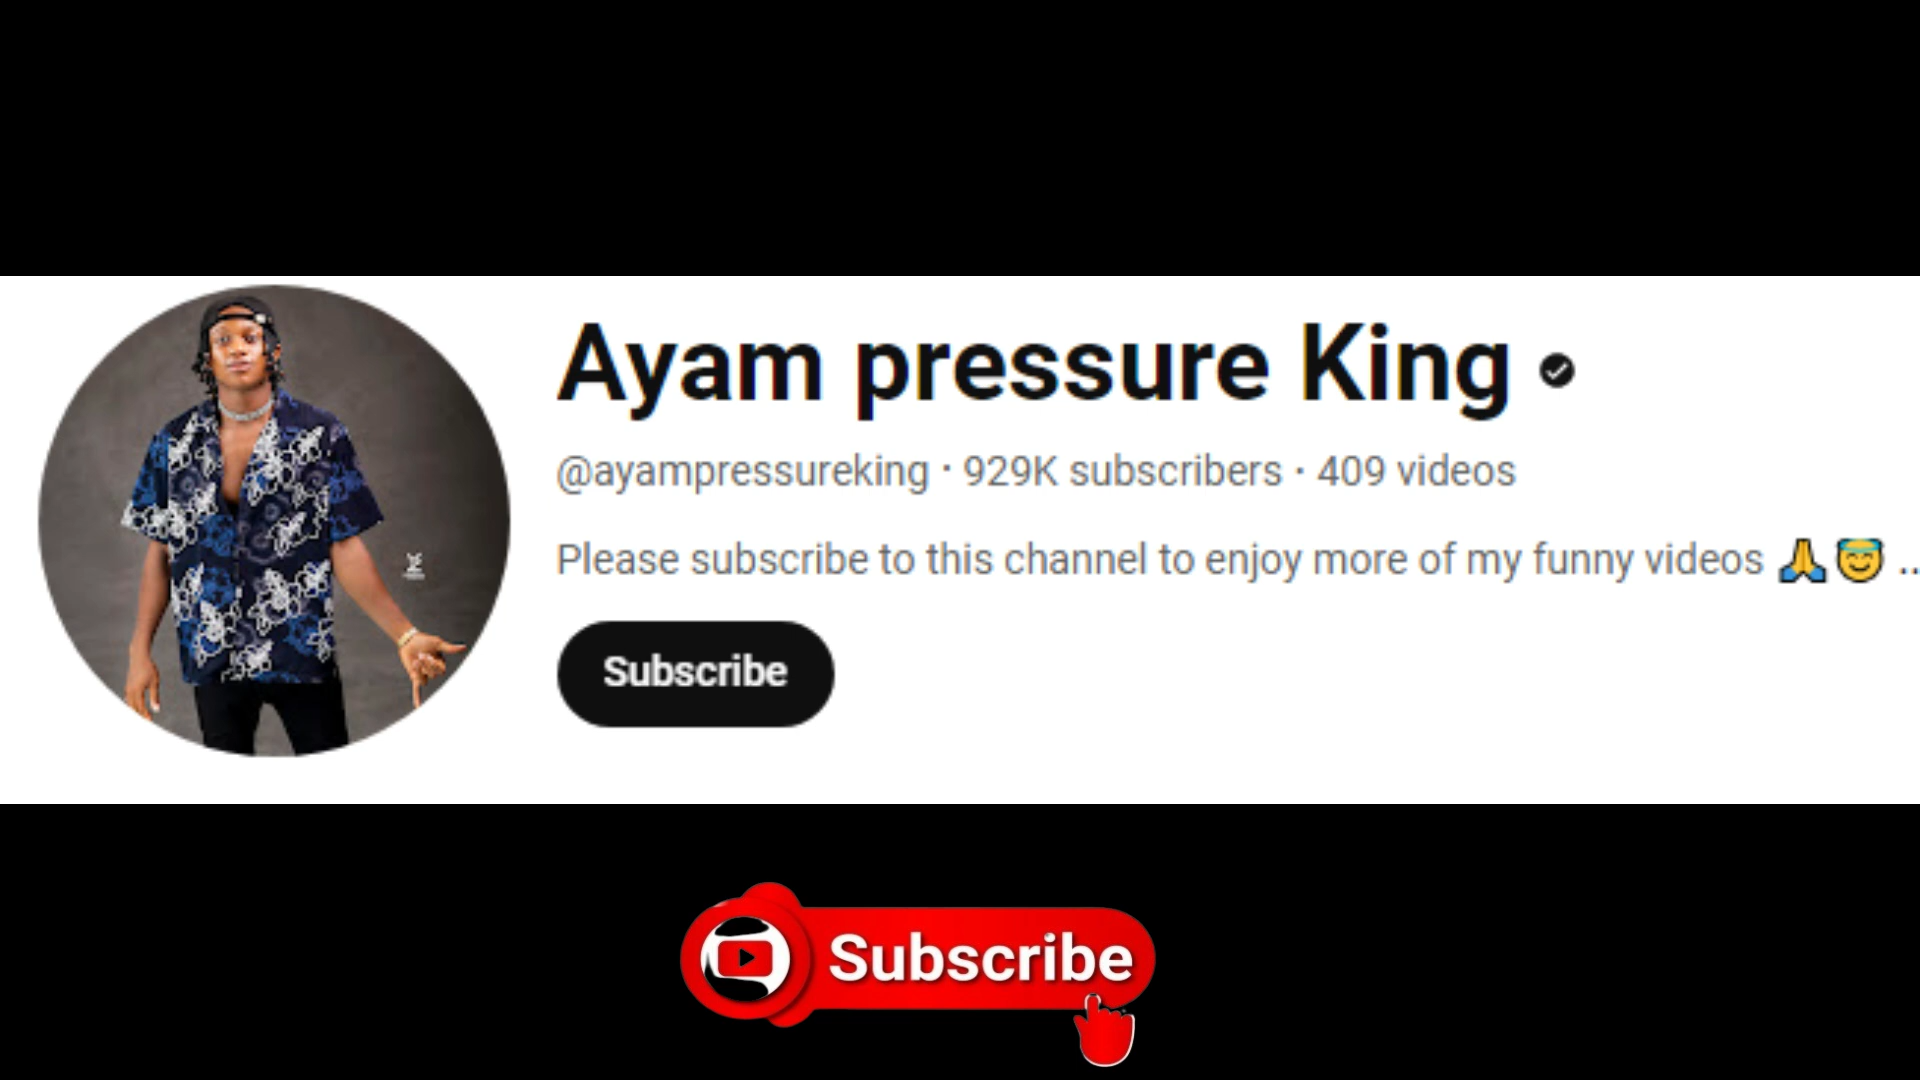 Ayam pressure King
@ayampressureking · 929K subscribers · 409 videos
Please subscribe to this channel to enjoy more of my funny videos 🙏😇 ..
Subscribe
Subscribe